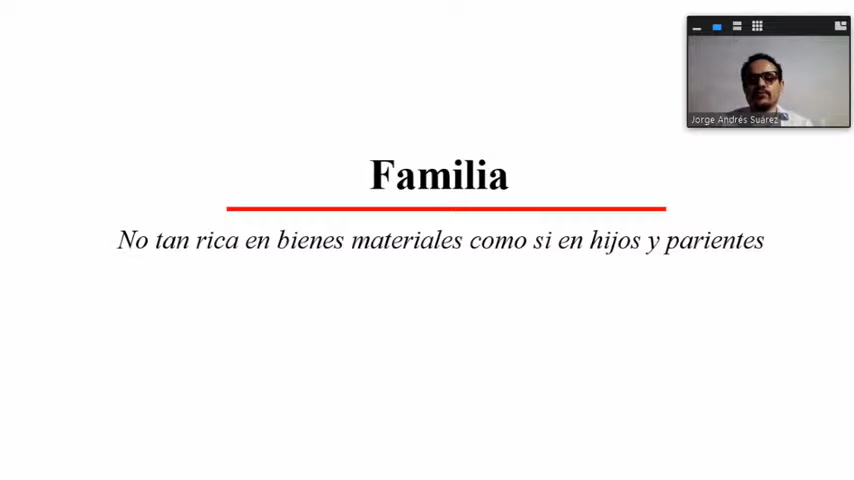 Jorge Andrés Suárez
Familia
No tan rica en bienes materiales como si en hijos y parientes